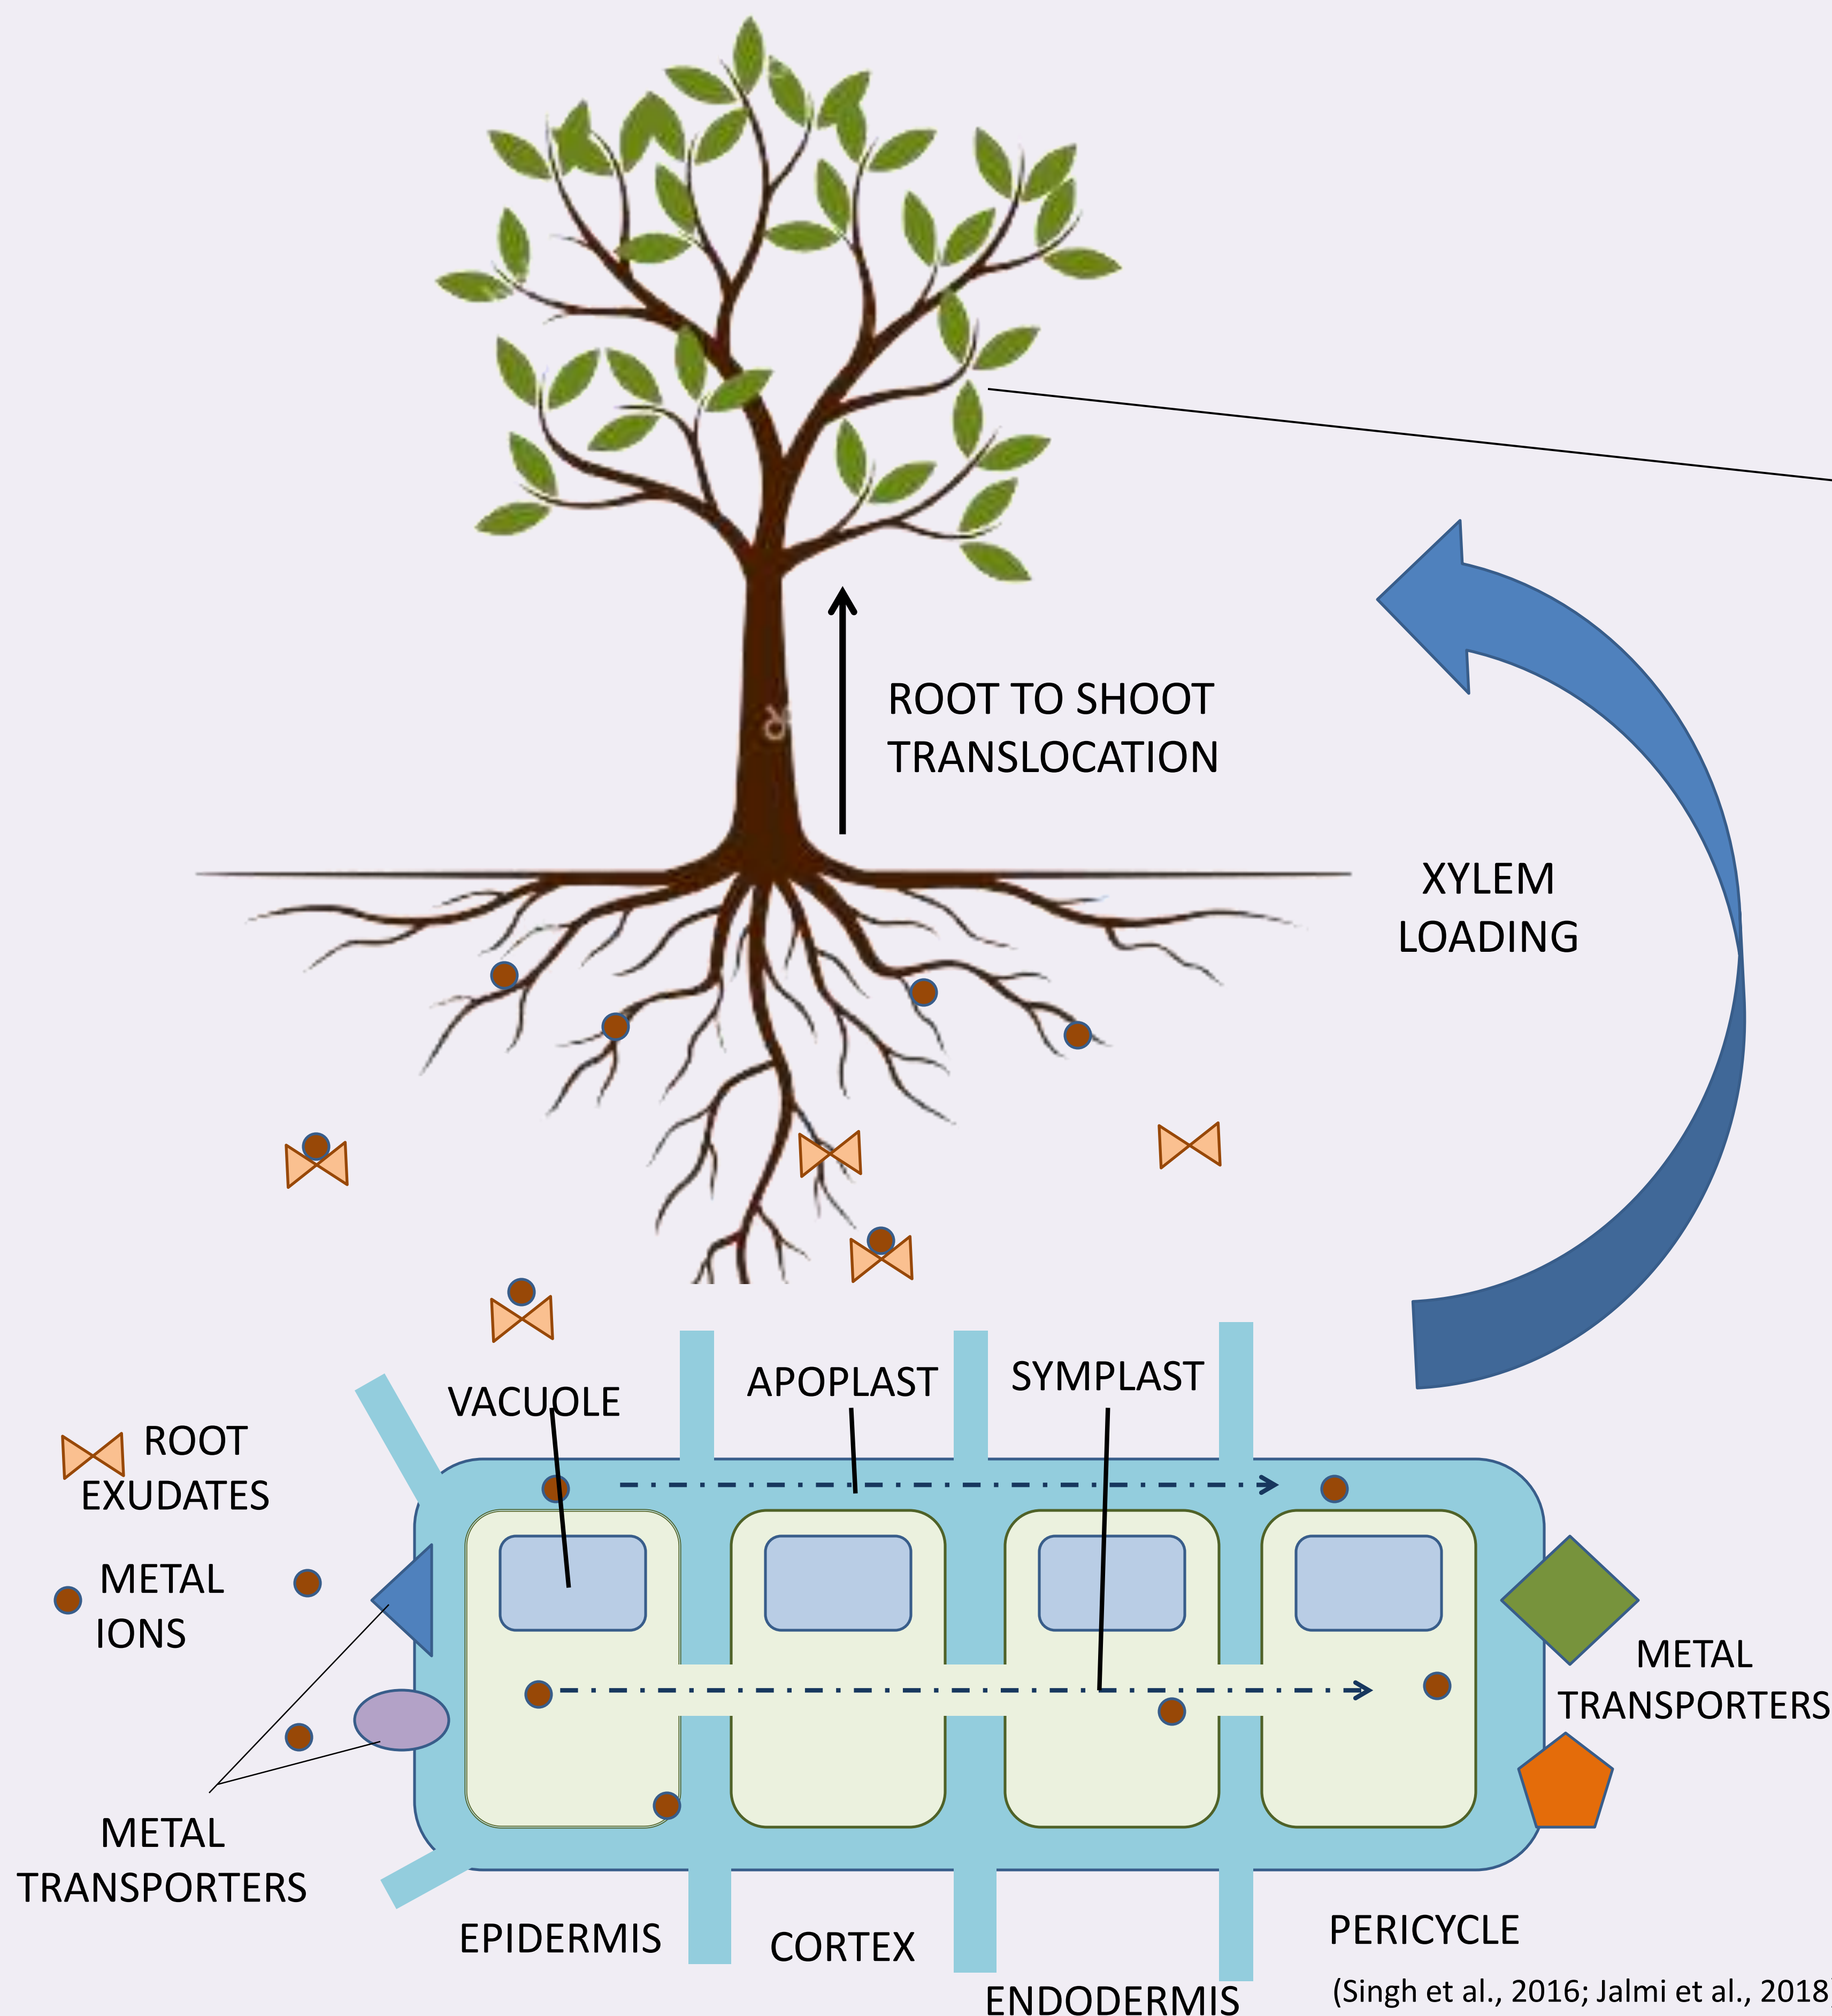 ROOT TO SHOOT
TRANSLOCATION
XYLEM
LOADING
VACUOLE
APOPLAST
SYMPLAST
ROOT
EXUDATES
METAL
IONS
METAL
TRANSPORTERS
METAL
TRANSPORTERS
EPIDERMIS
CORTEX
ENDODERMIS
PERICYCLE
(Singh et al., 2016; Jalmi et al., 2018)